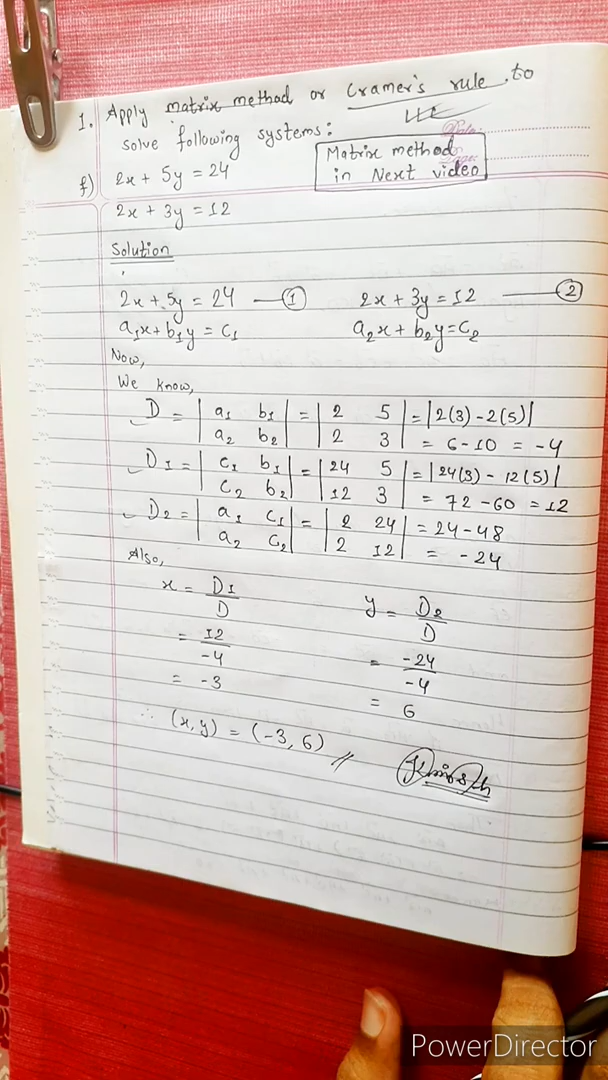 1. Apply matrix method or Cramer's rule to
solve following systems:
Matrix method
in Next video
f) 2x + 5y = 24
2x + 3y = 12
Solution
2x + 5y = 24 — ① 2x + 3y = 12 — ②
a₁x + b₁y = c₁ a₂x + b₂y = c₂
Now,
We know,
D = | a₁ b₁ | = | 2 5 | = |2(3) - 2(5)|
| a₂ b₂ | | 2 3 | = 6 - 10 = -4
D₁ = | c₁ b₁ | = | 24 5 | = |24(3) - 12(5)|
| c₂ b₂ | | 12 3 | = 72 - 60 = 12
D₂ = | a₁ c₁ | = | 2 24 | = 24 - 48
| a₂ c₂ | | 2 12 | = -24
Also,
x = D₁/D y = D₂/D
= 12/-4 = -24/-4
= -3 = 6
∴ (x, y) = (-3, 6)
PowerDirector